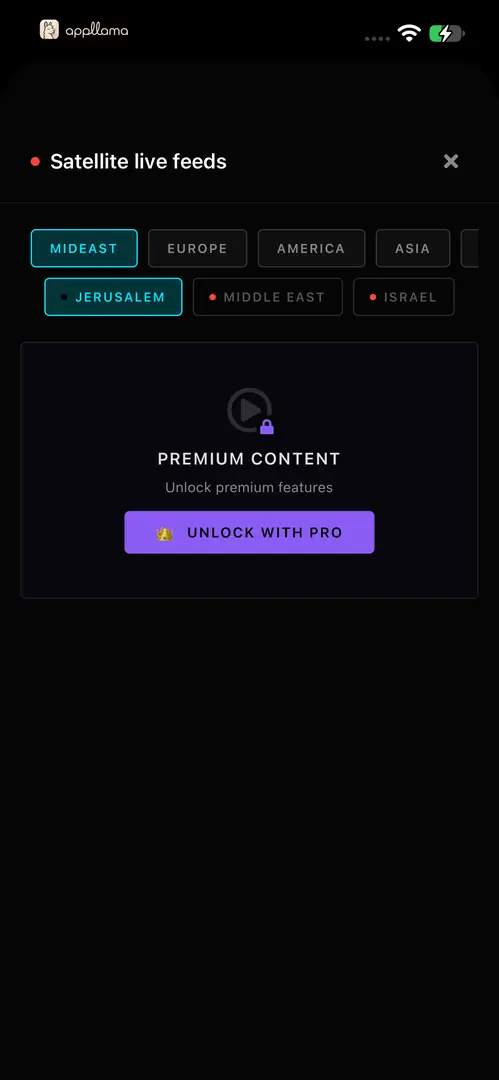 appllama
Satellite live feeds
MIDEAST EUROPE AMERICA ASIA
JERUSALEM MIDDLE EAST ISRAEL
PREMIUM CONTENT
Unlock premium features
UNLOCK WITH PRO